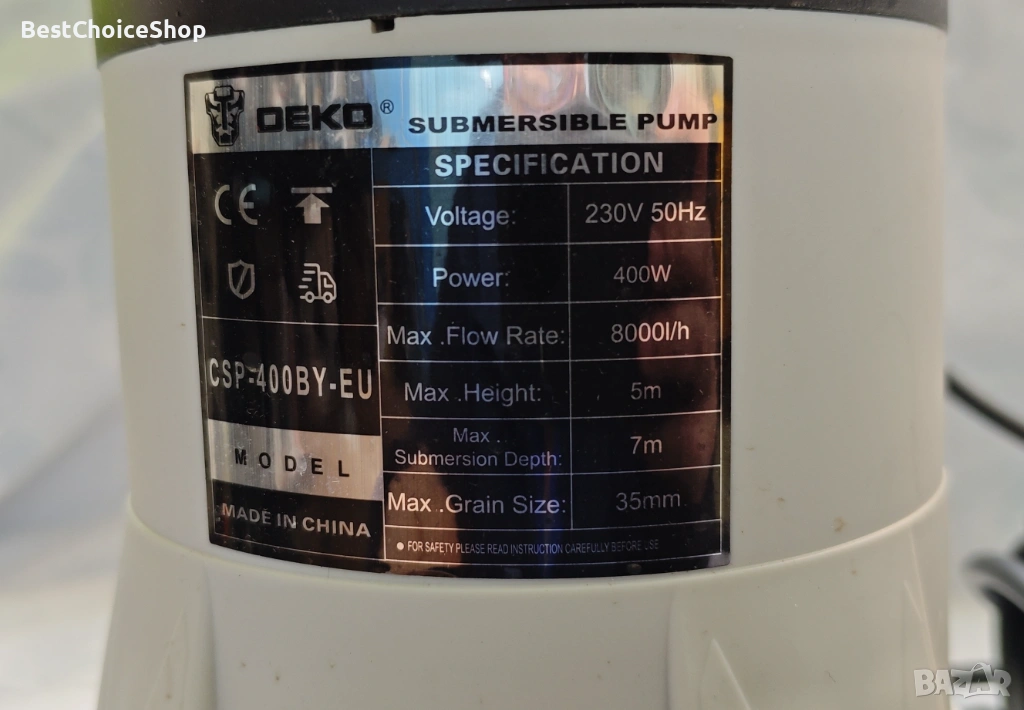 BestChoiceShop
DEKO® SUBMERSIBLE PUMP
SPECIFICATION
CE
Voltage: 230V 50Hz
Power: 400W
Max .Flow Rate: 8000l/h
CSP-400BY-EU
Max .Height: 5m
Max .
Submersion Depth: 7m
MODEL
Max .Grain Size: 35mm
MADE IN CHINA
● FOR SAFETY PLEASE READ INSTRUCTION CAREFULLY BEFORE USE
BAZAR